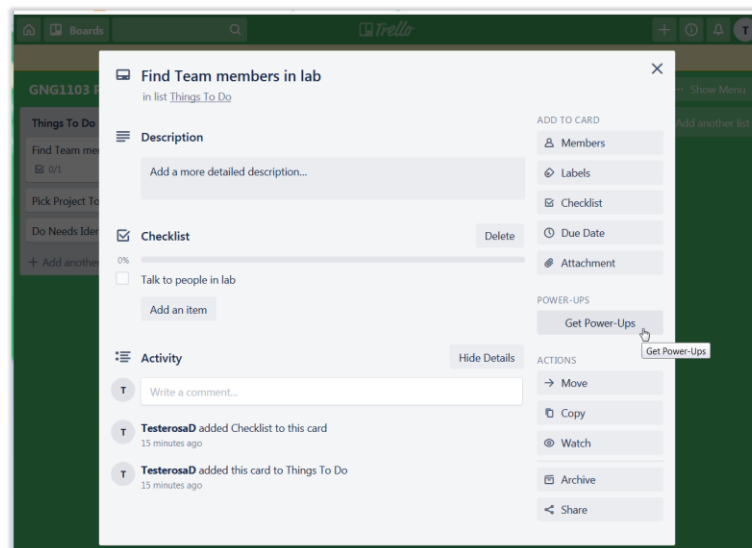 Boards
Trello
T
GNG1103 P
Show Menu
Things To Do
Find Team mem
0/1
Pick Project To
Do Needs Iden
+ Add another
Add another list
Find Team members in lab
in list Things To Do
Description
Add a more detailed description...
Checklist
Delete
0%
Talk to people in lab
Add an item
Activity
Hide Details
T
Write a comment...
T
TesterosaD added Checklist to this card
15 minutes ago
T
TesterosaD added this card to Things To Do
15 minutes ago
ADD TO CARD
Members
Labels
Checklist
Due Date
Attachment
POWER-UPS
Get Power-Ups
Get Power-Ups
ACTIONS
Move
Copy
Watch
Archive
Share